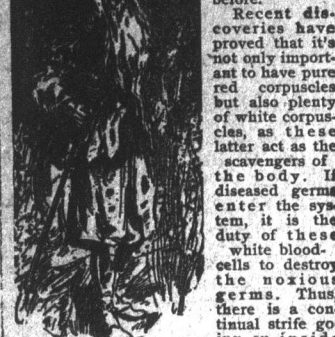 before.
Recent dis-
coveries have
proved that it's
not only import-
ant to have pure
red corpuscles
but also plenty
of white corpus-
cles, as these
latter act as the
scavengers of
the body. If
diseased germs
enter the sys-
tem, it is the
duty of these
white blood-
cells to destroy
the noxious
germs. Thus
there is a con-
tinual strife go-